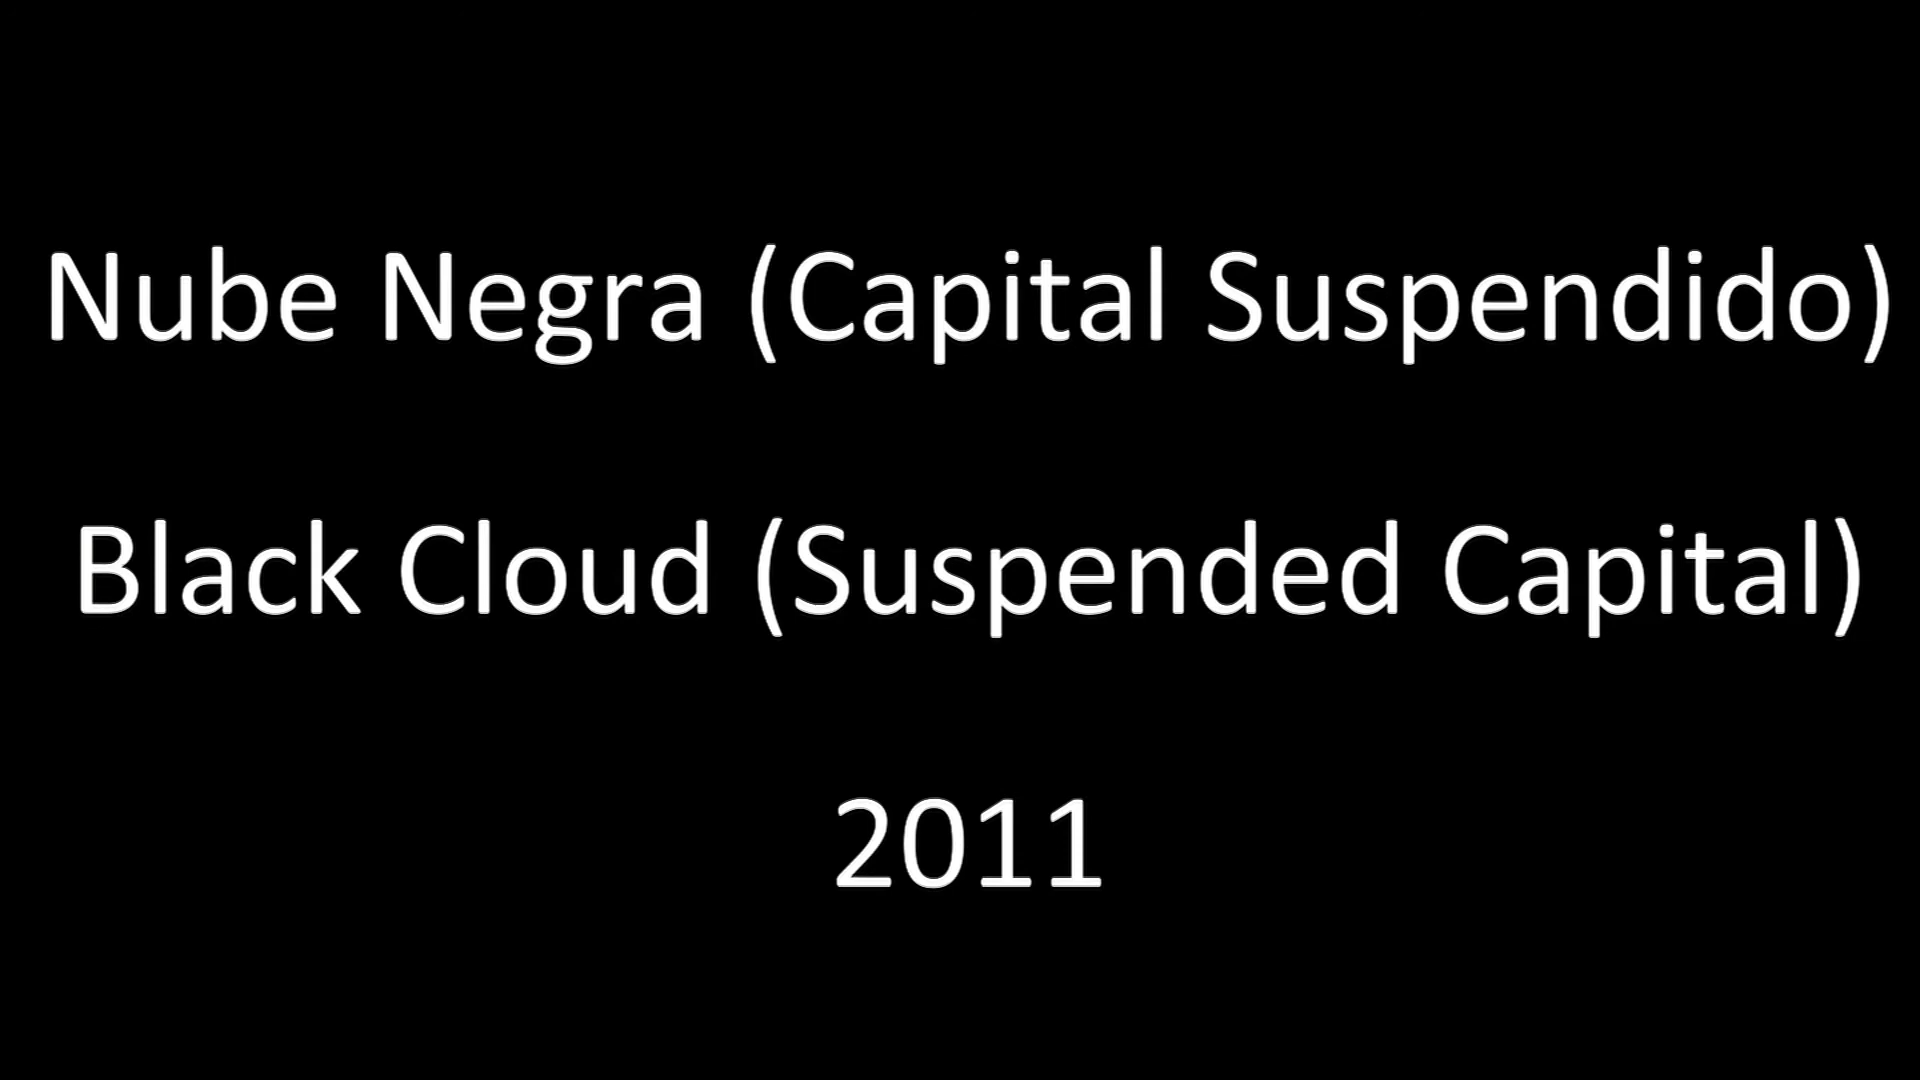 Nube Negra (Capital Suspendido)
Black Cloud (Suspended Capital)
2011